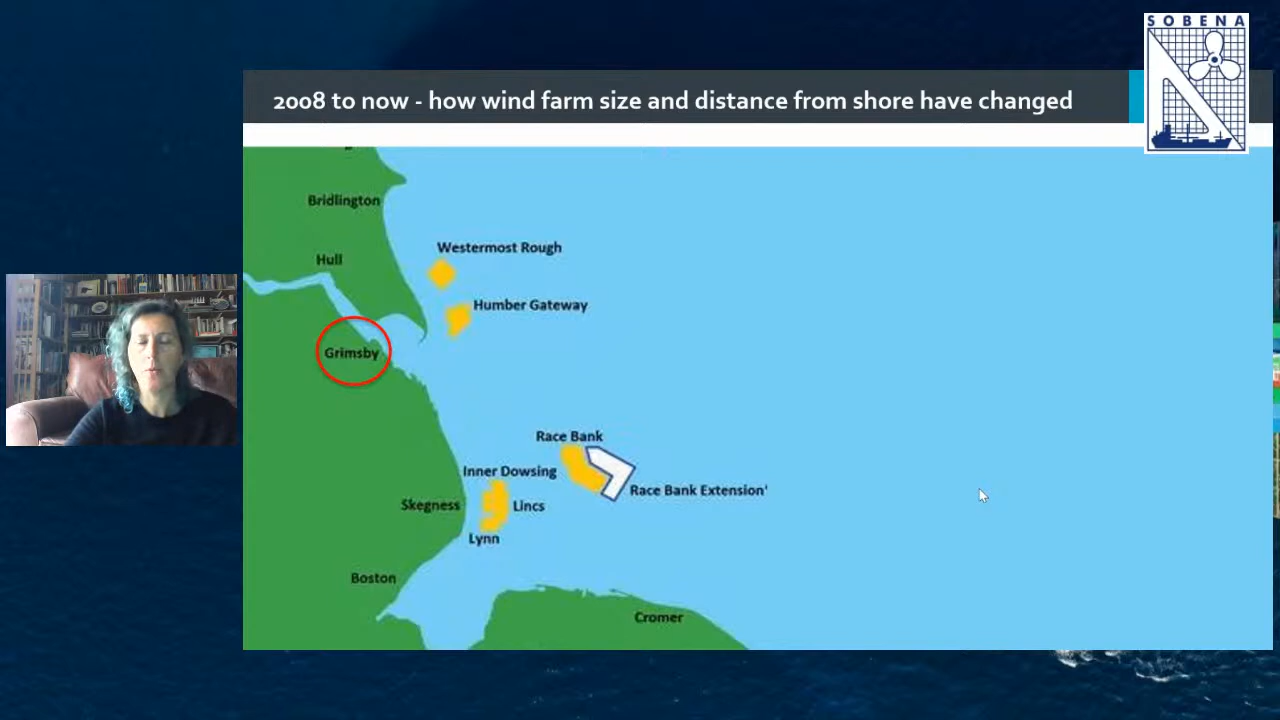 SOBENA
2008 to now - how wind farm size and distance from shore have changed
Bridlington
Westermost Rough
Hull
Humber Gateway
Grimsby
Race Bank
Inner Dowsing
Race Bank Extension'
Skegness
Lincs
Lynn
Boston
Cromer